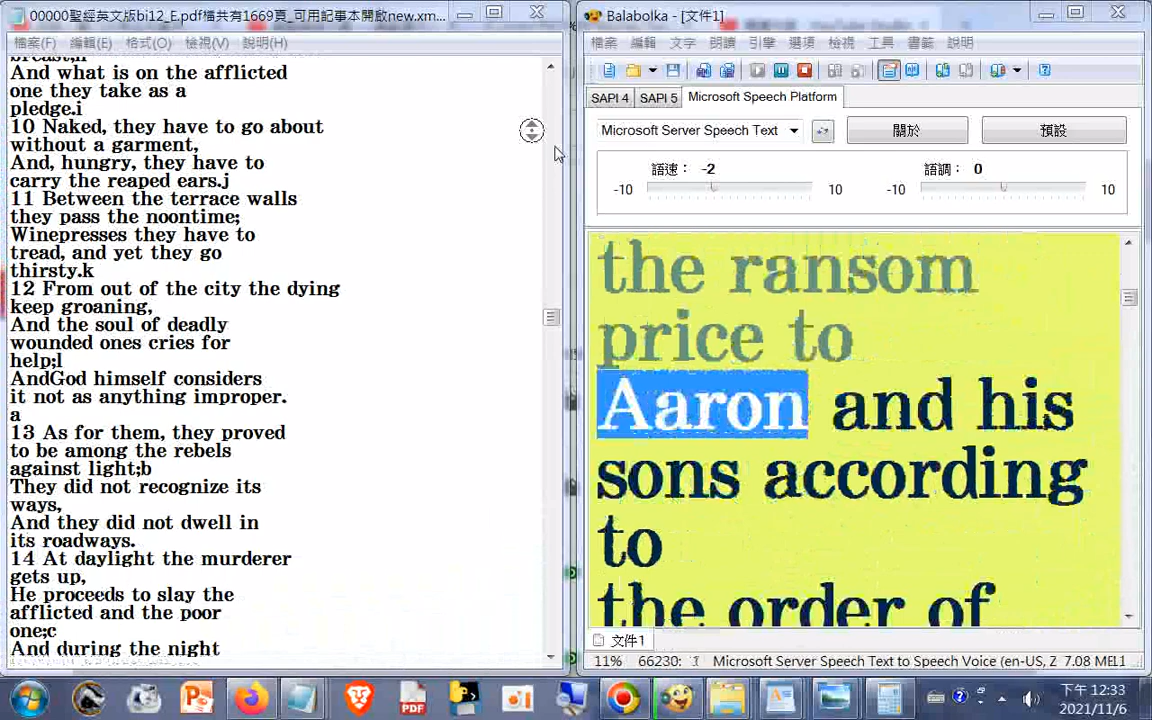 00000聖經英文版bi12_E.pdf檔共有1669頁_可用記事本開啟new.xm...
檔案(F) 編輯(E) 格式(O) 檢視(V) 說明(H)
breast,h
And what is on the afflicted
one they take as a
pledge.i
10 Naked, they have to go about
without a garment,
And, hungry, they have to
carry the reaped ears.j
11 Between the terrace walls
they pass the noontime;
Winepresses they have to
tread, and yet they go
thirsty.k
12 From out of the city the dying
keep groaning,
And the soul of deadly
wounded ones cries for
help;l
AndGod himself considers
it not as anything improper.
a
13 As for them, they proved
to be among the rebels
against light;b
They did not recognize its
ways,
And they did not dwell in
its roadways.
14 At daylight the murderer
gets up,
He proceeds to slay the
afflicted and the poor
one;c
And during the night
Balabolka - [文件1]
檔案 編輯 文字 朗讀 引擎 選項 檢視 工具 書籤 說明
SAPI 4 SAPI 5 Microsoft Speech Platform
Microsoft Server Speech Text
關於
預設
語速： -2
-10 10
語調： 0
-10 10
the ransom
price to
Aaron and his
sons according
to
the order of
文件1
11% 66230: Microsoft Server Speech Text to Speech Voice (en-US, Z 7.08 ME
PDF
下午 12:33
2021/11/6